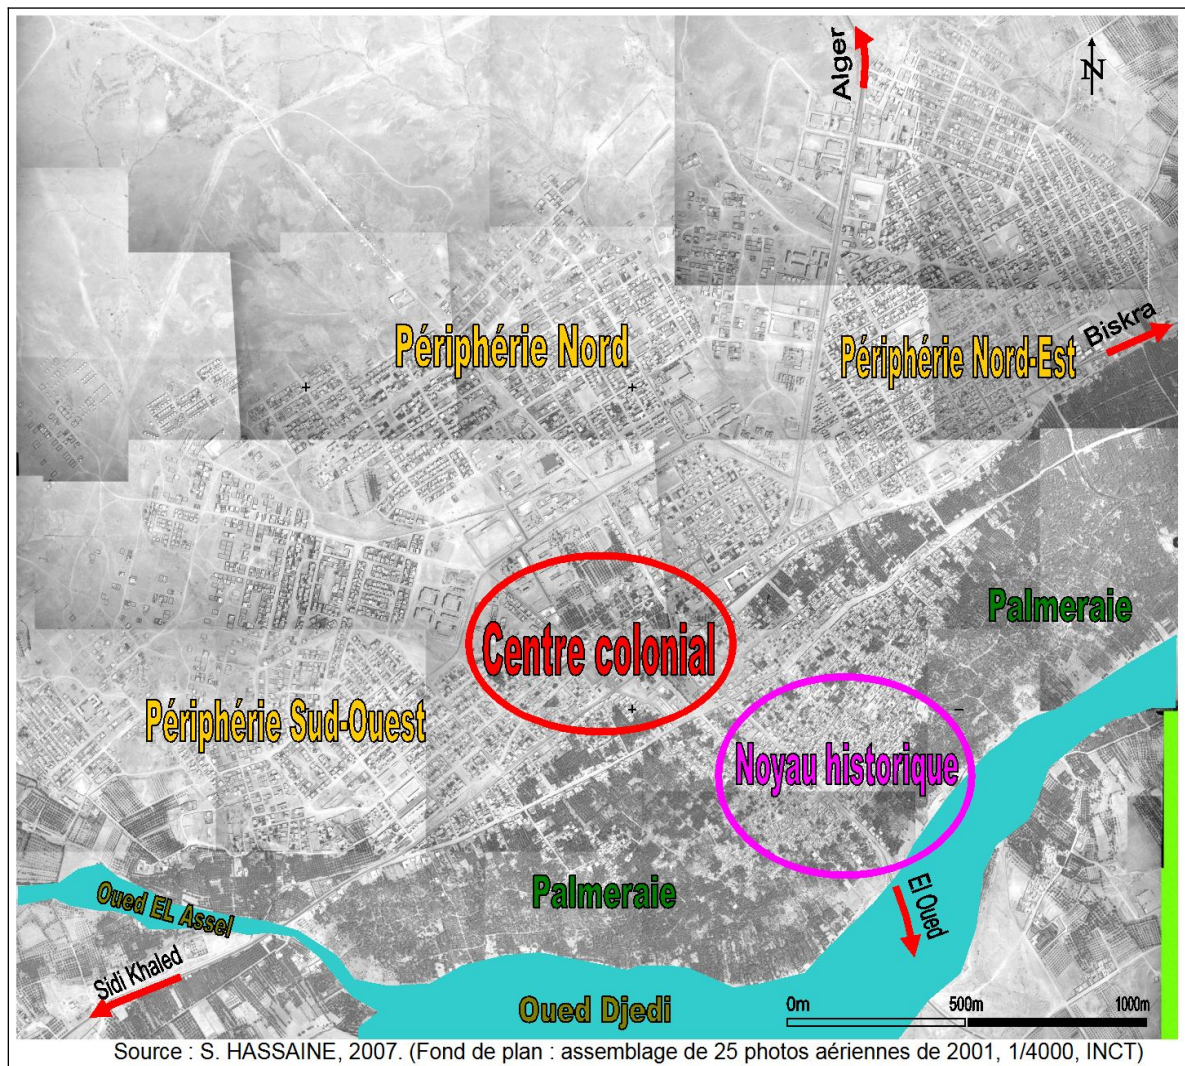 Alger
N
Biskra
Périphérie Nord
Périphérie Nord-Est
Palmeraie
Centre colonial
Périphérie Sud-Ouest
Noyau historique
Palmeraie
Oued EL Assel
El Oued
Sidi Khaled
Oued Djedi
0m 500m 1000m
Source : S. HASSAINE, 2007. (Fond de plan : assemblage de 25 photos aériennes de 2001, 1/4000, INCT)